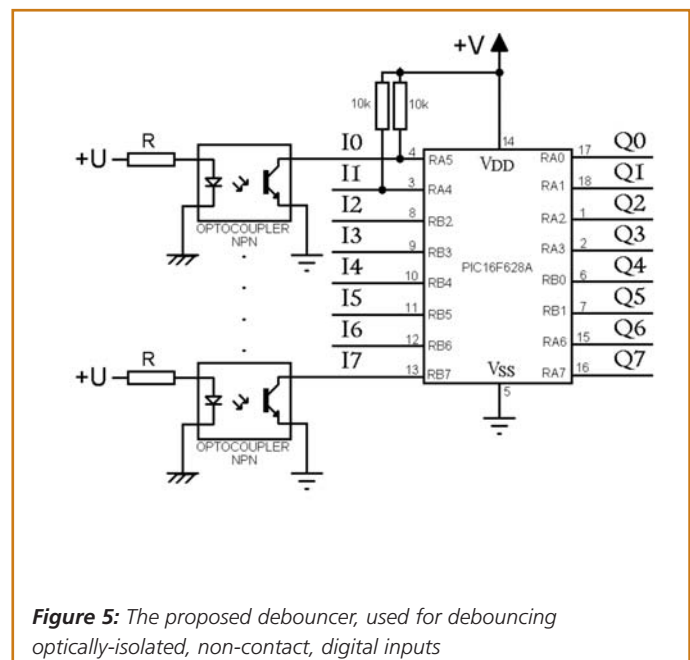 +V
10k 10k
R
+U
I0 4 RA5
14
VDD
RA0 17 Q0
I1 3 RA4
RA1 18 Q1
OPTOCOUPLER
NPN
I2 8 RB2
RA2 1 Q2
I3 9 RB3
RA3 2 Q3
PIC16F628A
I4 10 RB4
RB0 6 Q4
I5 11 RB5
RB1 7 Q5
I6 12 RB6
RA6 15 Q6
R
+U
I7 13 RB7
VSS
5
RA7 16 Q7
OPTOCOUPLER
NPN
Figure 5: The proposed debouncer, used for debouncing
optically-isolated, non-contact, digital inputs